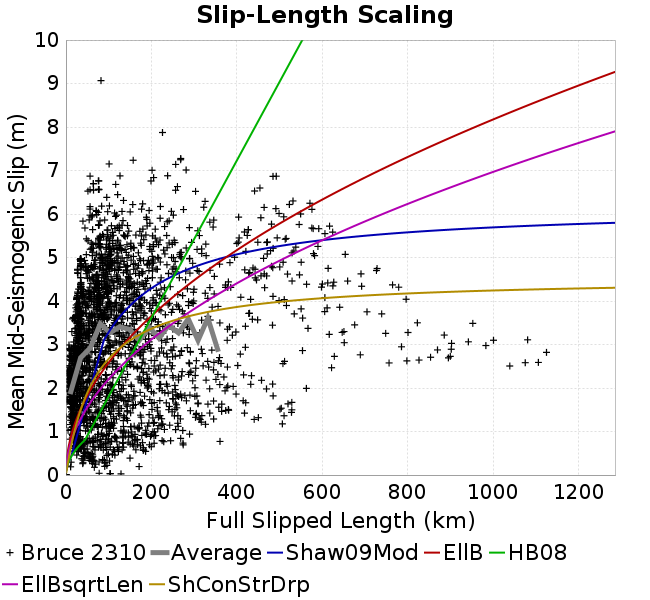 Slip-Length Scaling
Mean Mid-Seismogenic Slip (m)
10
9
8
7
6
5
4
3
2
1
0
0 200 400 600 800 1000 1200
Full Slipped Length (km)
Bruce 2310 Average Shaw09Mod EllB HB08
EllBsqrtLen ShConStrDrp